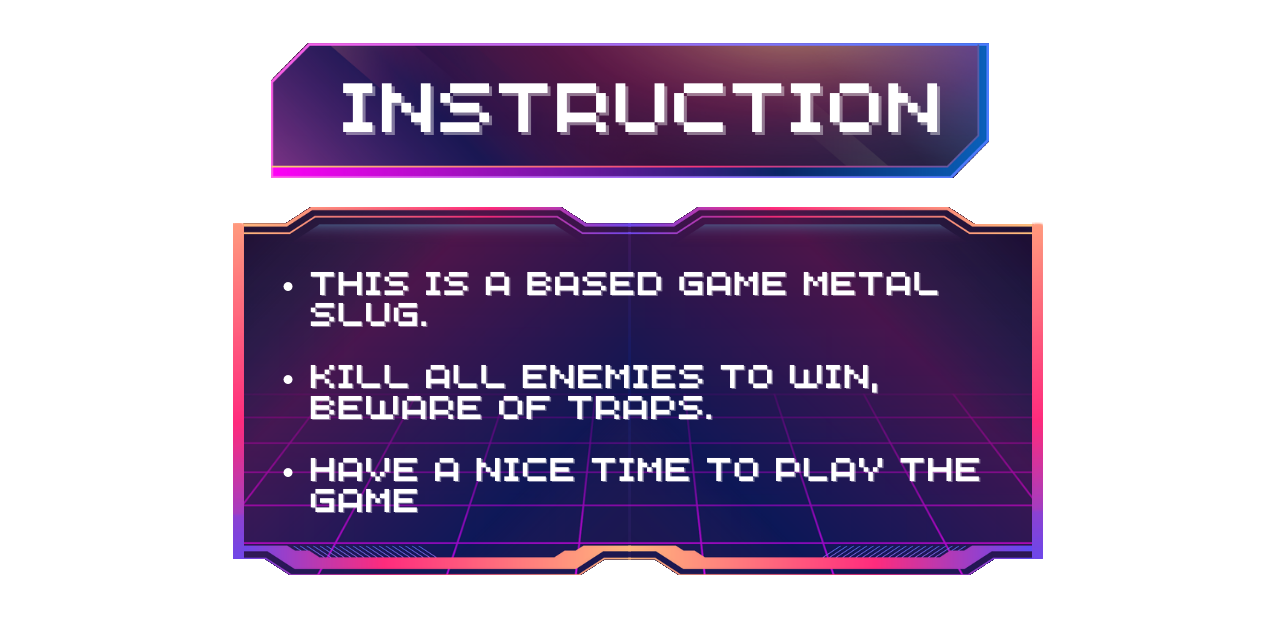 INSTRUCTION
• THIS IS A BASED GAME METAL
SLUG.
• KILL ALL ENEMIES TO WIN,
BEWARE OF TRAPS.
• HAVE A NICE TIME TO PLAY THE
GAME